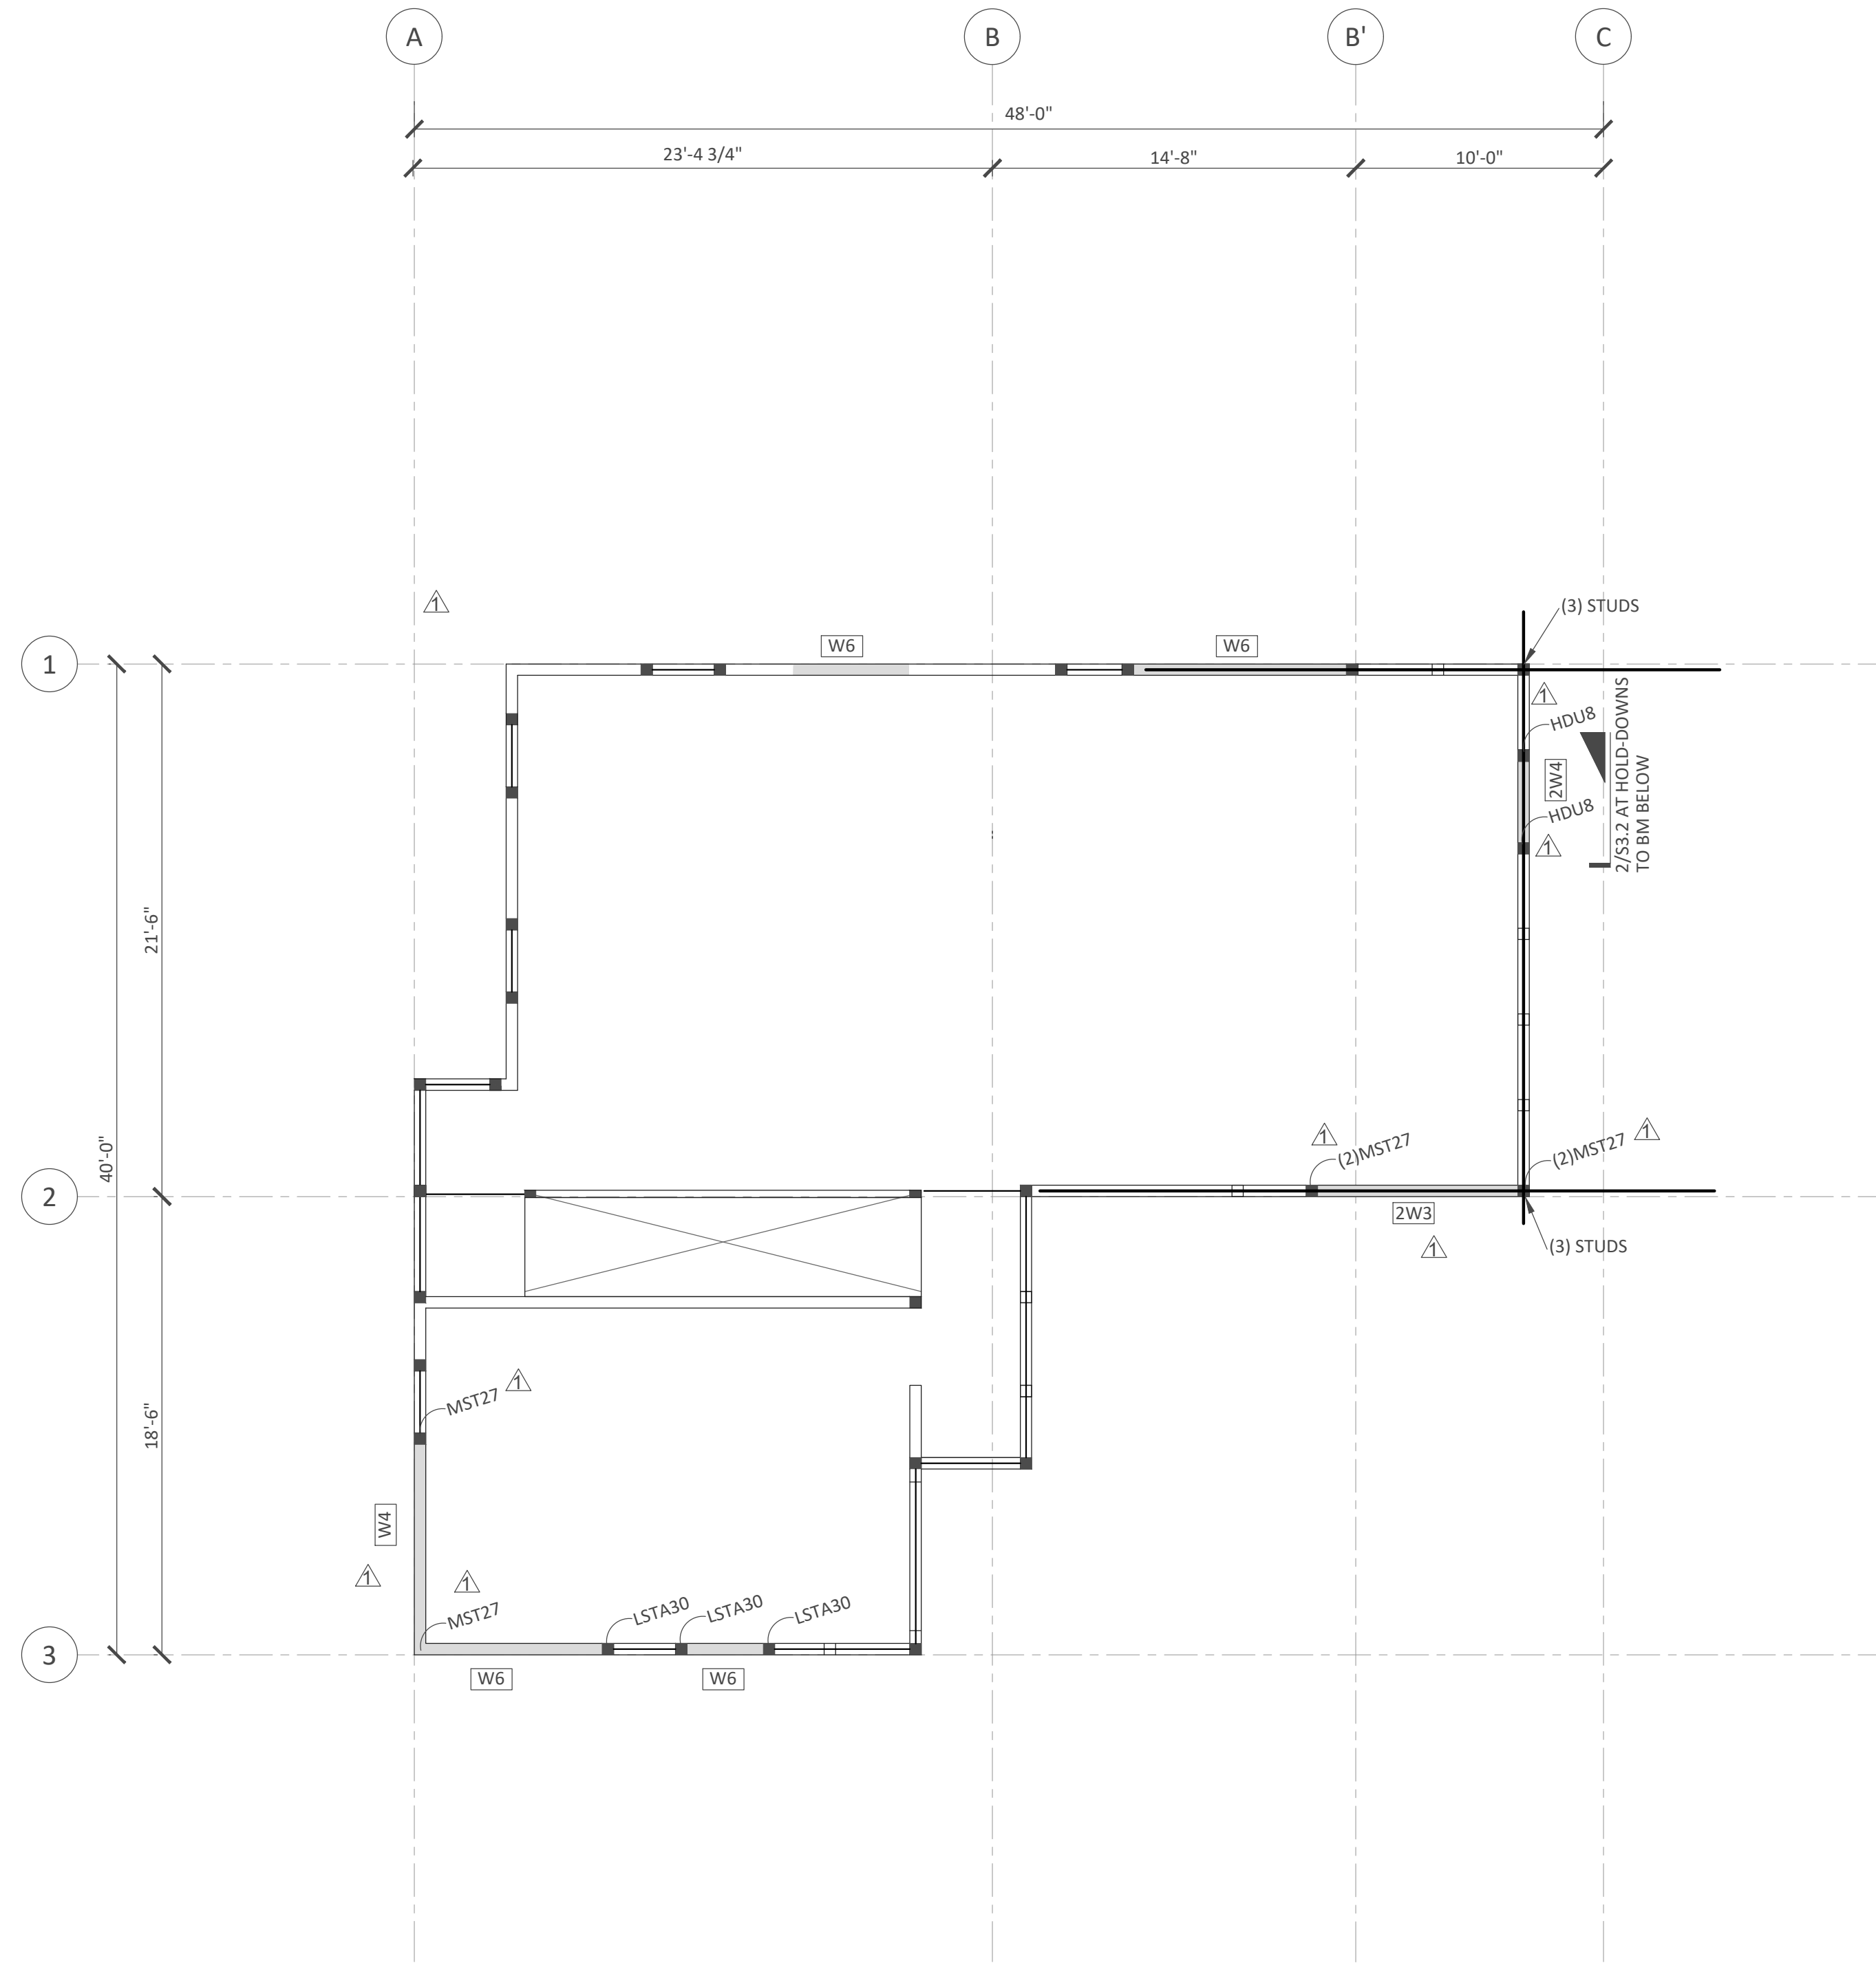 A
B
B'
C
48'-0"
23'-4 3/4"
14'-8"
10'-0"
1
(3) STUDS
W6
W6
1
1
HDU8
2W4
HDU8
1
2/S3.2 AT HOLD-DOWNS
TO BM BELOW
21'-6"
40'-0"
1
(2)MST27
(2)MST27
1
2
2W3
1
(3) STUDS
1
MST27
18'-6"
W4
1
1
MST27
LSTA30
LSTA30
LSTA30
3
W6
W6